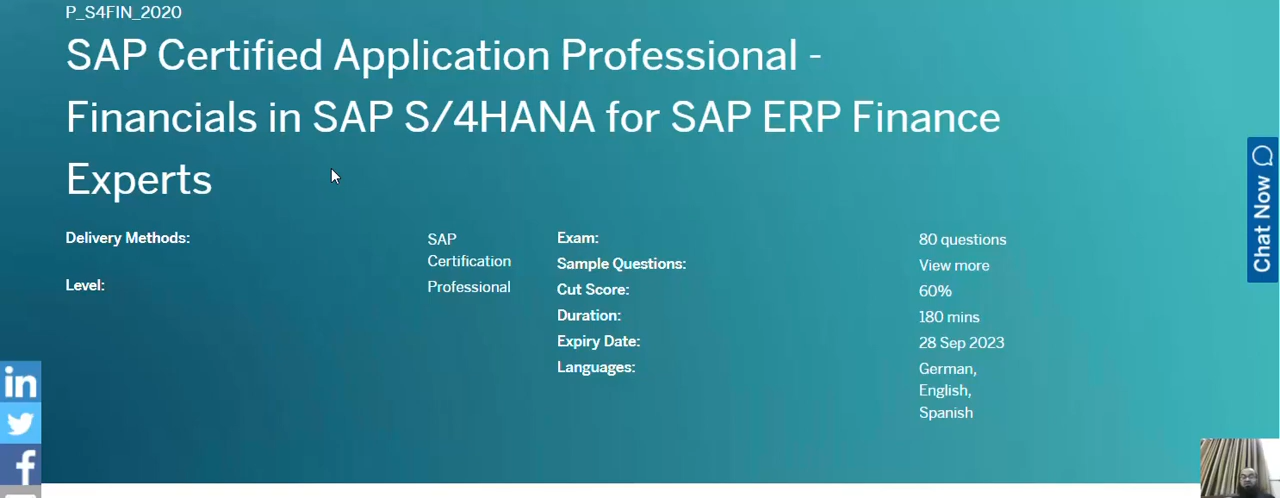 P_S4FIN_2020
SAP Certified Application Professional -
Financials in SAP S/4HANA for SAP ERP Finance
Experts
Delivery Methods:
SAP
Certification
Level:
Professional
Exam:
80 questions
Sample Questions:
View more
Cut Score:
60%
Duration:
180 mins
Expiry Date:
28 Sep 2023
Languages:
German,
English,
Spanish
Chat Now
in
f